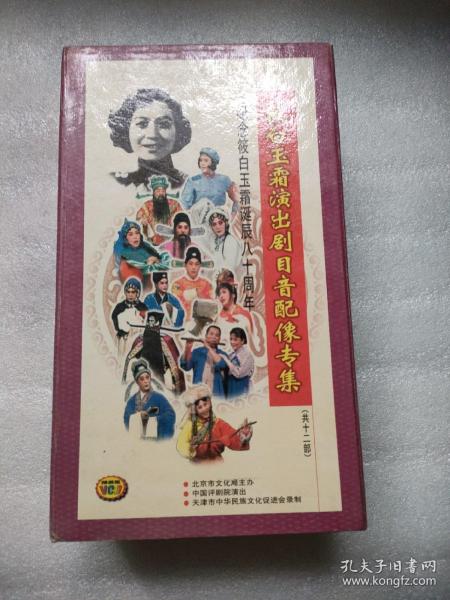 白玉霜演出剧目音配像专集
(共十二部)
纪念筱白玉霜诞辰八十周年
●北京市文化局主办
●中国评剧院演出
●天津市中华民族文化促进会录制
VCD
孔夫子旧书网
www.kongfz.com